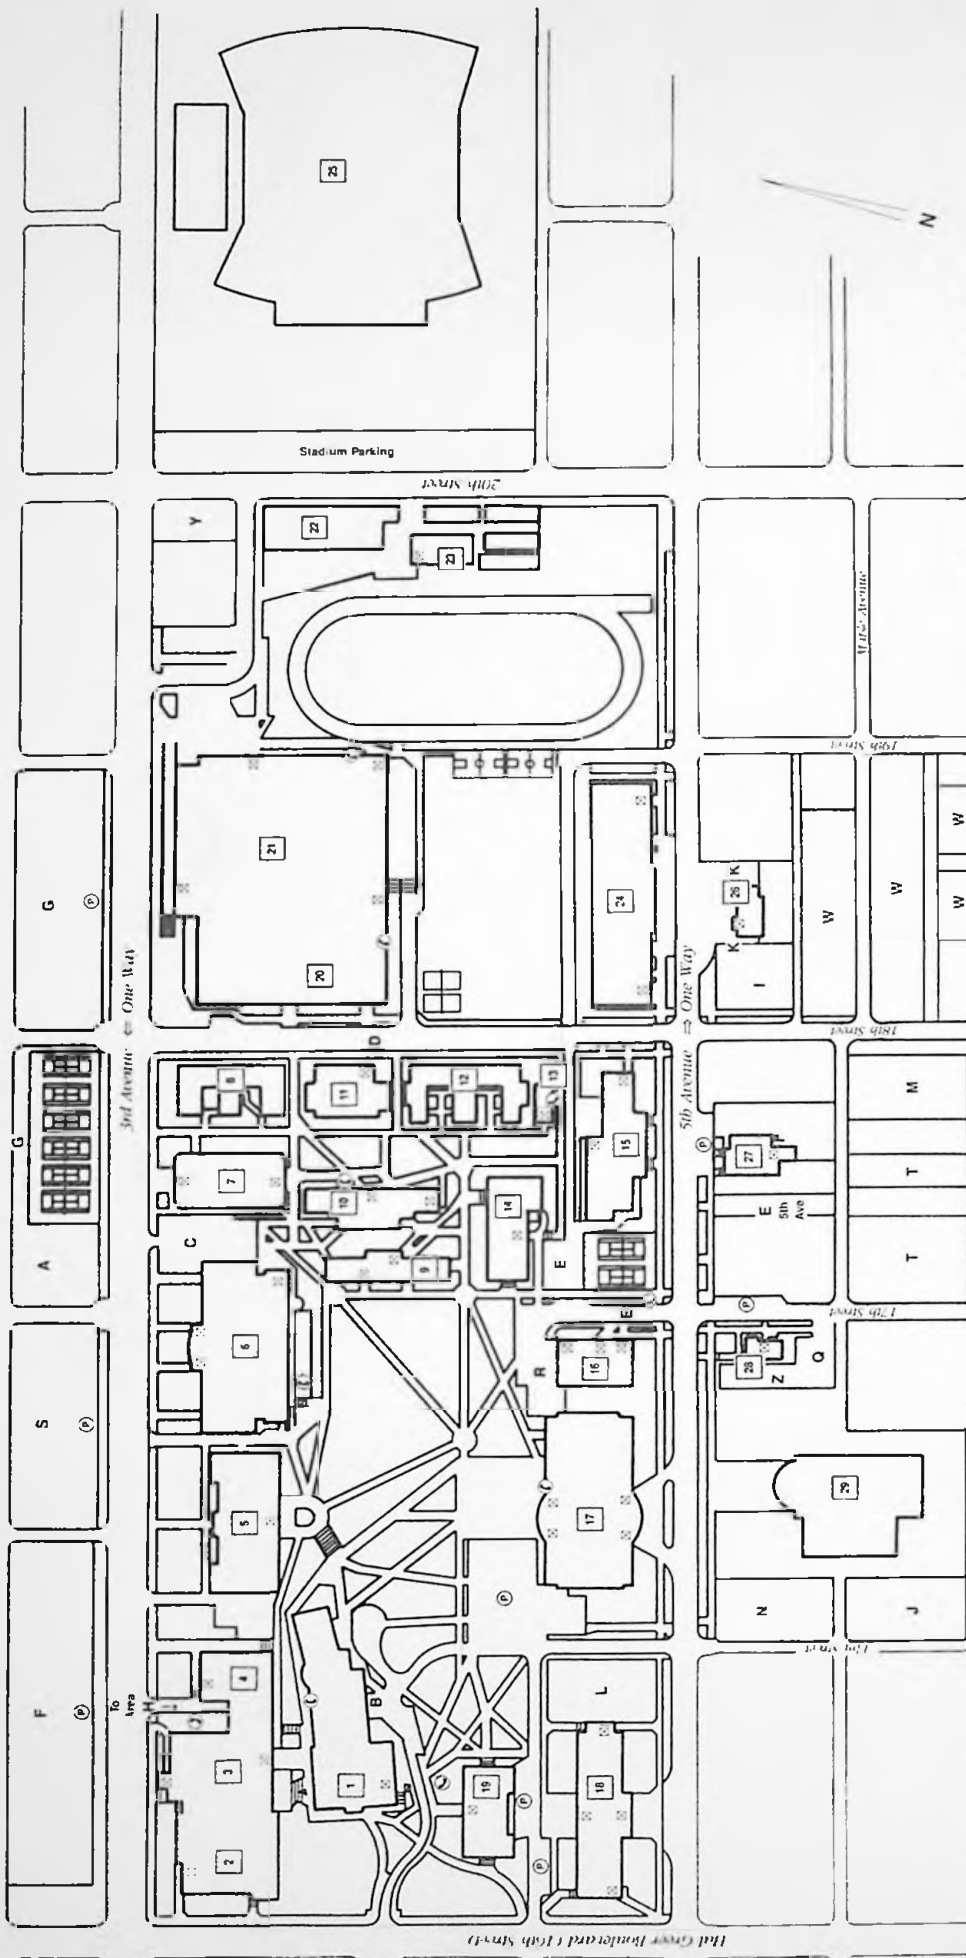 25
Stadium Parking
20th Street
Y
22
23
Maple Avenue
N
G
P
21
20
24
K
26
K
I
W
W
W
W
19th Street
18th Street
3rd Avenue ⇐ One Way
5th Avenue ⇒ One Way
G
A
D
8
11
12
13
7
10
14
15
C
9
E
E
6
R
16
17
5
P
S
P
P
27
E
5th
Ave
M
T
T
17th Street
P
28
Z
Q
29
N
J
F
P
To
Area
H
4
3
2
1
B
19
P
P
L
18
Hal Greer Boulevard (16th Street)